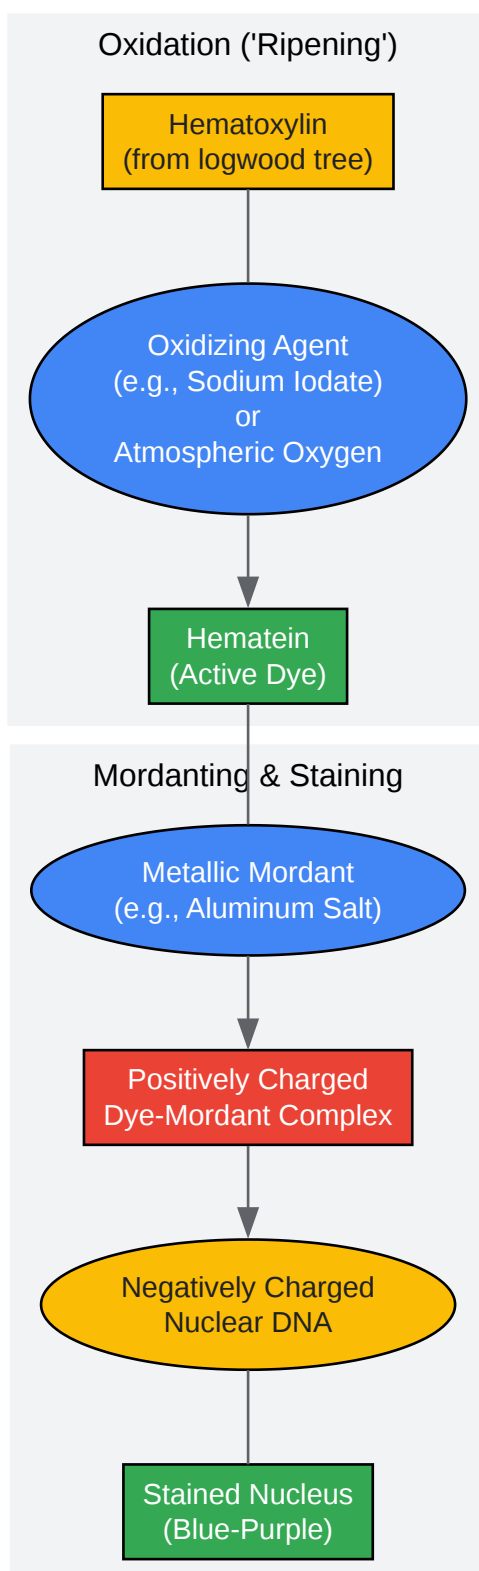 Oxidation ('Ripening')
Hematoxylin
(from logwood tree)
Oxidizing Agent
(e.g., Sodium Iodate)
or
Atmospheric Oxygen
Hematein
(Active Dye)
Mordanting & Staining
Metallic Mordant
(e.g., Aluminum Salt)
Positively Charged
Dye-Mordant Complex
Negatively Charged
Nuclear DNA
Stained Nucleus
(Blue-Purple)